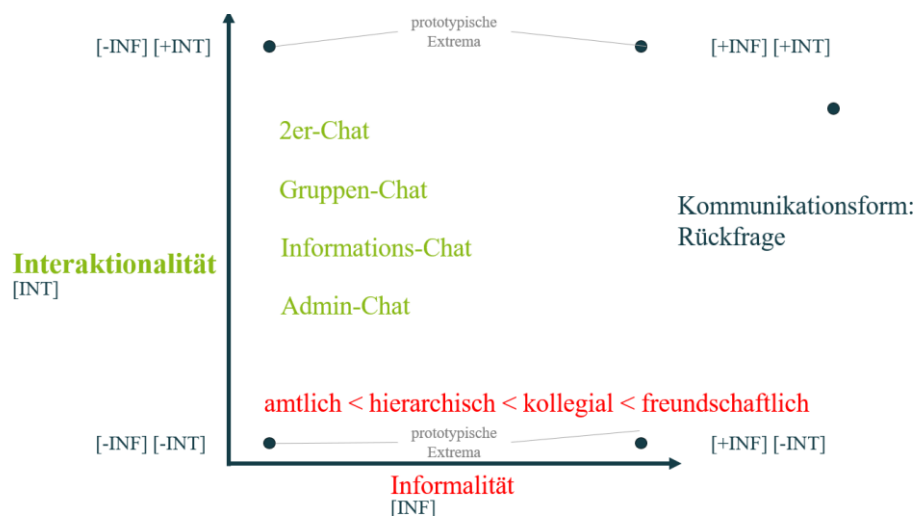 [-INF] [+INT]
prototypische
Extrema
[+INF] [+INT]
2er-Chat
Gruppen-Chat
Informations-Chat
Admin-Chat
Kommunikationsform:
Rückfrage
Interaktionalität
[INT]
amtlich < hierarchisch < kollegial < freundschaftlich
[-INF] [-INT]
prototypische
Extrema
[+INF] [-INT]
Informalität
[INF]